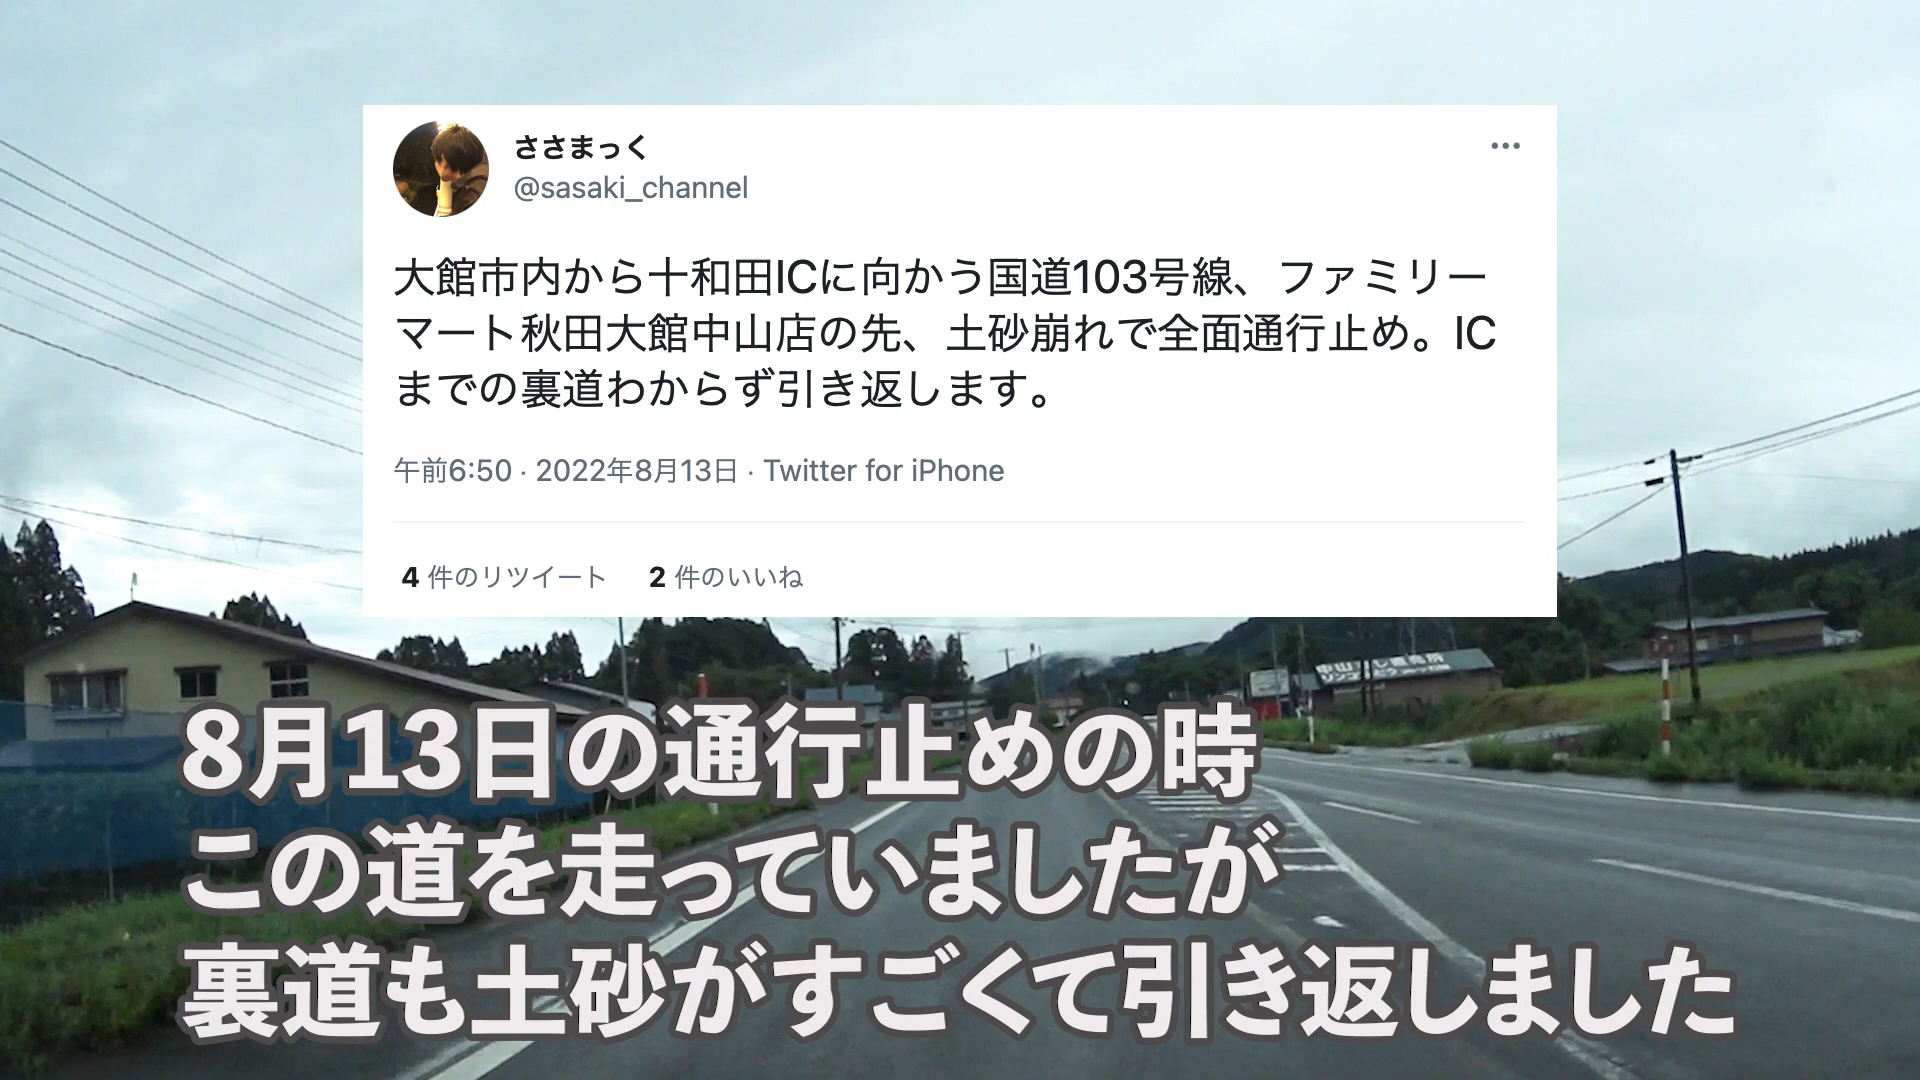 ささまっく
@sasaki_channel
大館市内から十和田ICに向かう国道103号線、ファミリー
マート秋田大館中山店の先、土砂崩れで全面通行止め。IC
までの裏道わからず引き返します。
午前6:50 · 2022年8月13日 · Twitter for iPhone
4 件のリツイート 2 件のいいね
8月13日の通行止めの時
この道を走っていましたが
裏道も土砂がすごくて引き返しました